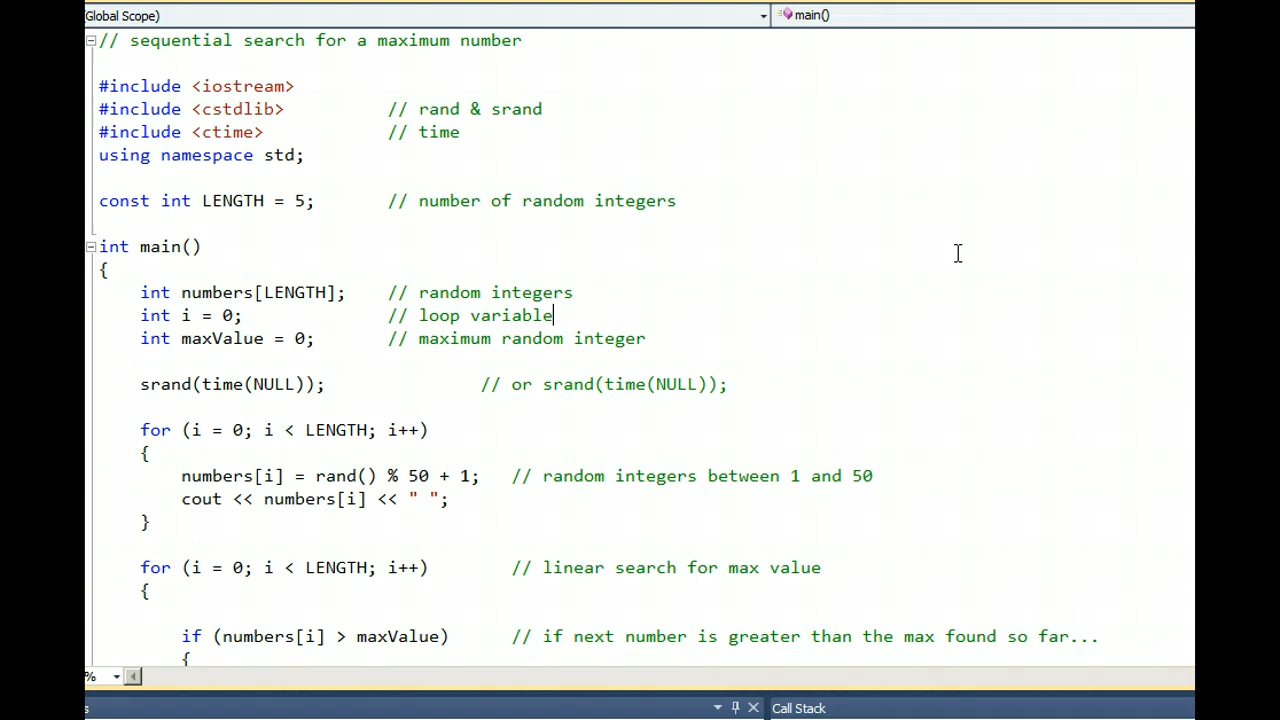 (Global Scope) main()
// sequential search for a maximum number
#include <iostream>
#include <cstdlib> // rand & srand
#include <ctime> // time
using namespace std;
const int LENGTH = 5; // number of random integers
int main()
{
int numbers[LENGTH]; // random integers
int i = 0; // loop variable
int maxValue = 0; // maximum random integer
srand(time(NULL)); // or srand(time(NULL));
for (i = 0; i < LENGTH; i++)
{
numbers[i] = rand() % 50 + 1; // random integers between 1 and 50
cout << numbers[i] << " ";
}
for (i = 0; i < LENGTH; i++) // linear search for max value
{
if (numbers[i] > maxValue) // if next number is greater than the max found so far...
{
%
s Call Stack